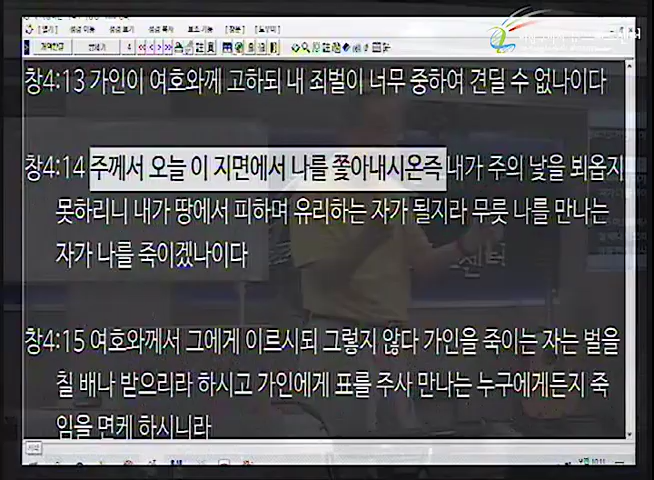 창4:13 가인이 여호와께 고하되 내 죄벌이 너무 중하여 견딜 수 없나이다
창4:14 주께서 오늘 이 지면에서 나를 쫓아내시온즉 내가 주의 낯을 뵈옵지
못하리니 내가 땅에서 피하며 유리하는 자가 될지라 무릇 나를 만나는
자가 나를 죽이겠나이다
센터
창4:15 여호와께서 그에게 이르시되 그렇지 않다 가인을 죽이는 자는 벌을
칠 배나 받으리라 하시고 가인에게 표를 주사 만나는 누구에게든지 죽
임을 면케 하시니라